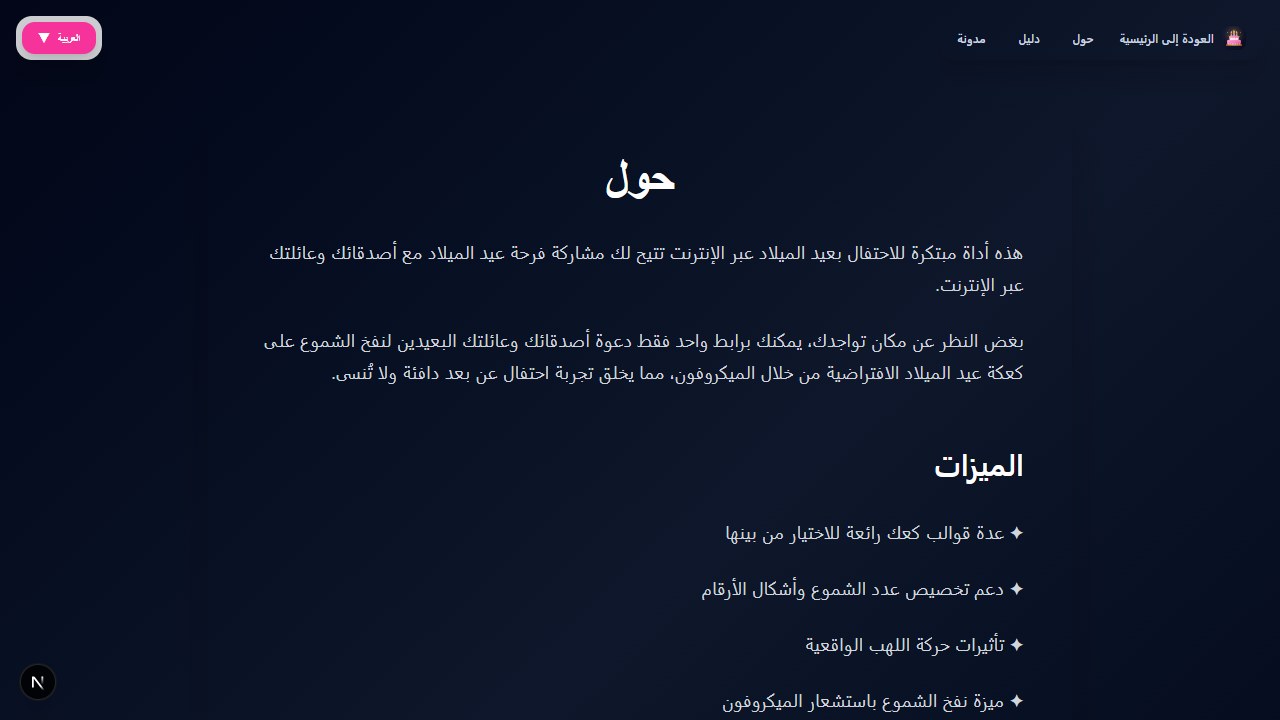 العودة إلى الرئيسية
حول
دليل
مدونة
العربية ▼
حول
هذه أداة مبتكرة للاحتفال بعيد الميلاد عبر الإنترنت تتيح لك مشاركة فرحة عيد الميلاد مع أصدقائك وعائلتك
عبر الإنترنت.
بغض النظر عن مكان تواجدك، يمكنك برابط واحد فقط دعوة أصدقائك وعائلتك البعيدين لنفخ الشموع على
كعكة عيد الميلاد الافتراضية من خلال الميكروفون، مما يخلق تجربة احتفال عن بعد دافئة ولا تُنسى.
الميزات
✦ عدة قوالب كعك رائعة للاختيار من بينها
✦ دعم تخصيص عدد الشموع وأشكال الأرقام
✦ تأثيرات حركة اللهب الواقعية
✦ ميزة نفخ الشموع باستشعار الميكروفون
N